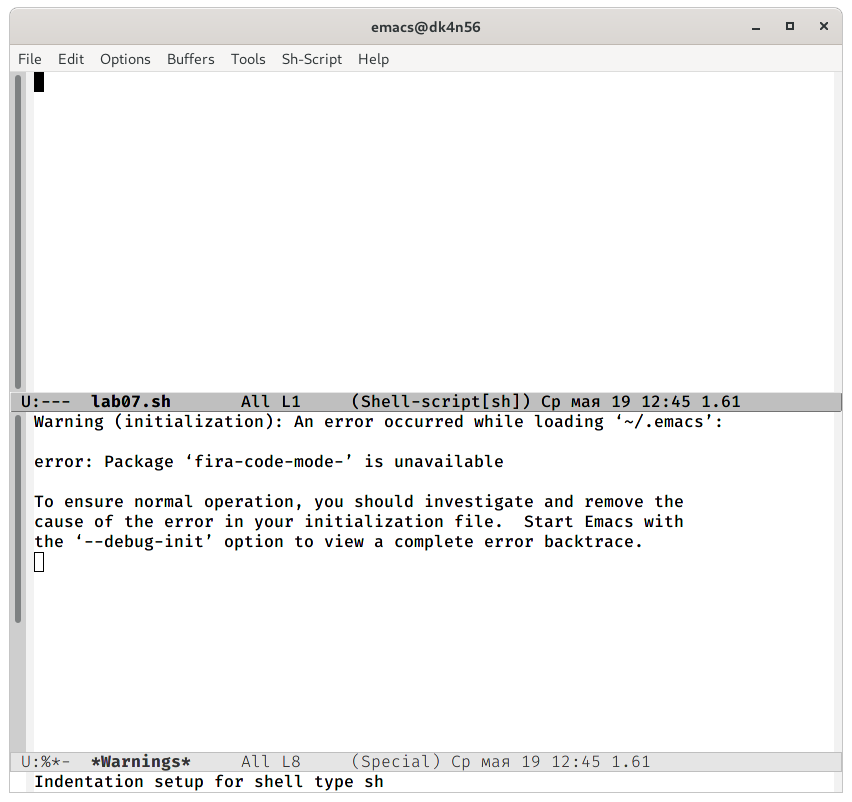 emacs@dk4n56
File Edit Options Buffers Tools Sh-Script Help
U:---  lab07.sh       All L1     (Shell-script[sh]) Ср мая 19 12:45 1.61
Warning (initialization): An error occurred while loading ‘~/.emacs’:
error: Package ‘fira-code-mode-’ is unavailable
To ensure normal operation, you should investigate and remove the
cause of the error in your initialization file.  Start Emacs with
the ‘--debug-init’ option to view a complete error backtrace.
U:%*-  *Warnings*     All L8     (Special) Ср мая 19 12:45 1.61
Indentation setup for shell type sh